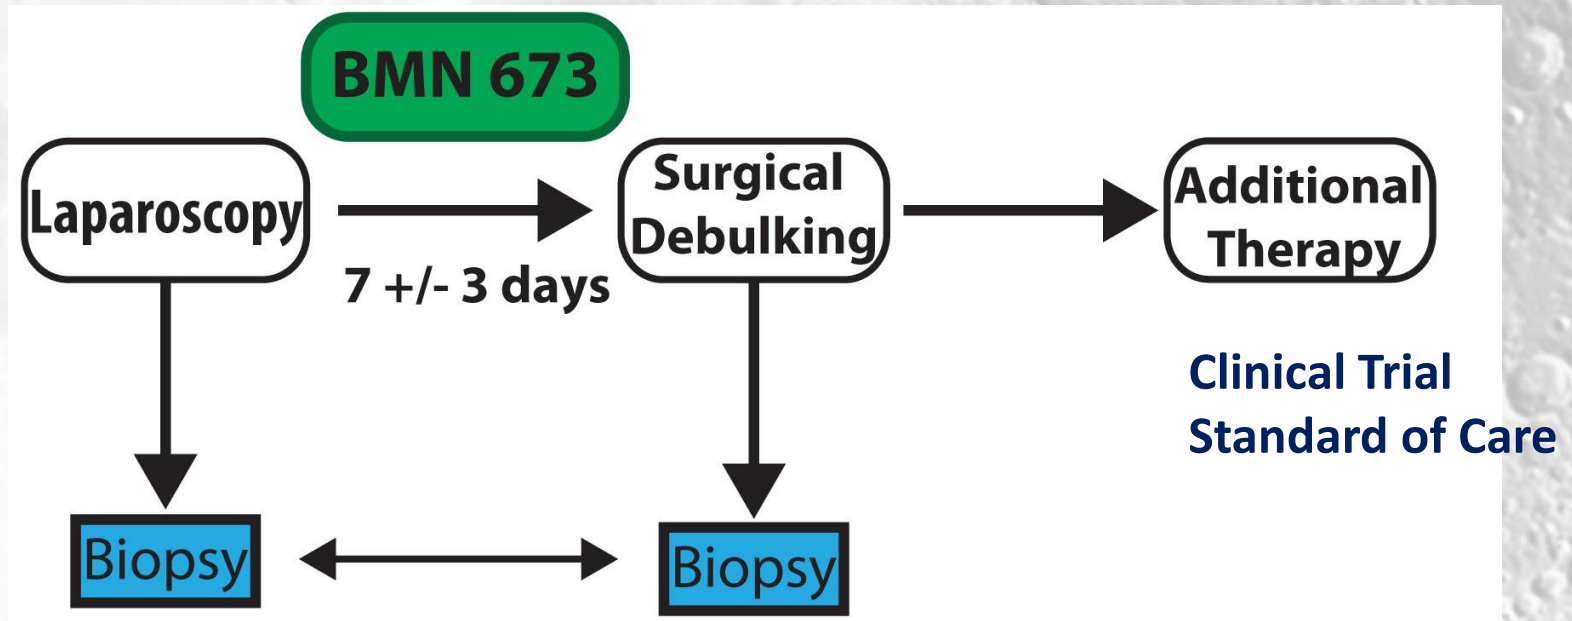 BMN 673
Laparoscopy
7 +/- 3 days
Surgical
Debulking
Additional
Therapy
Clinical Trial
Standard of Care
Biopsy
Biopsy